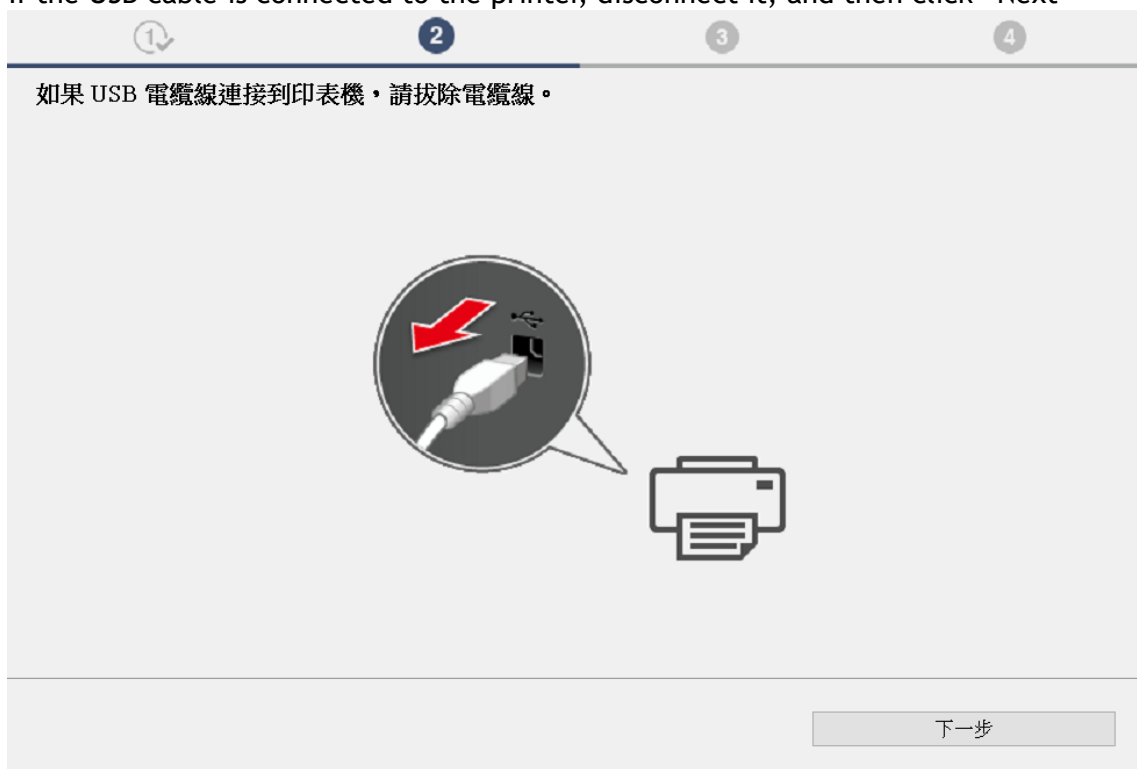 If the USB cable is connected to the printer, disconnect it, and then click "Next"
1 2 3 4
如果 USB 電纜線連接到印表機，請拔除電纜線。
下一步